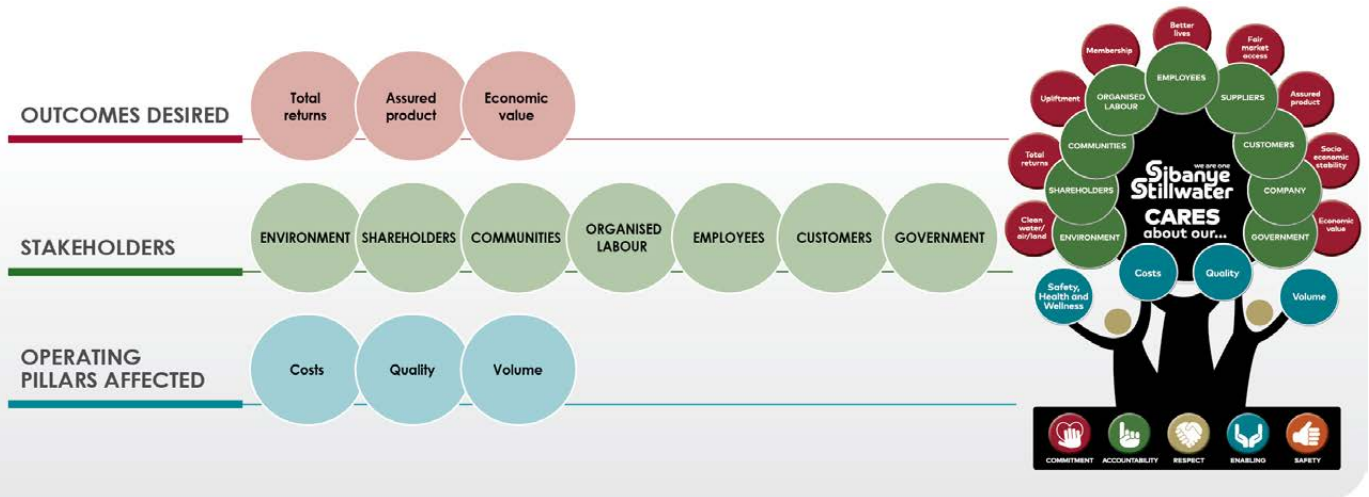 OUTCOMES DESIRED
Total
returns
Assured
product
Economic
value
STAKEHOLDERS
ENVIRONMENT
SHAREHOLDERS
COMMUNITIES
ORGANISED
LABOUR
EMPLOYEES
CUSTOMERS
GOVERNMENT
OPERATING
PILLARS AFFECTED
Costs
Quality
Volume
Better
lives
Membership
Fair
market
access
Upliftment
Assured
product
Total
returns
Socio
economic
stability
Clean
water/
air/land
Economic
value
EMPLOYEES
ORGANISED
LABOUR
SUPPLIERS
COMMUNITIES
CUSTOMERS
SHAREHOLDERS
COMPANY
ENVIRONMENT
GOVERNMENT
we are one
Sibanye
Stillwater
CARES
about our...
Safety,
Health and
Wellness
Costs
Quality
Volume
COMMITMENT
ACCOUNTABILITY
RESPECT
ENABLING
SAFETY